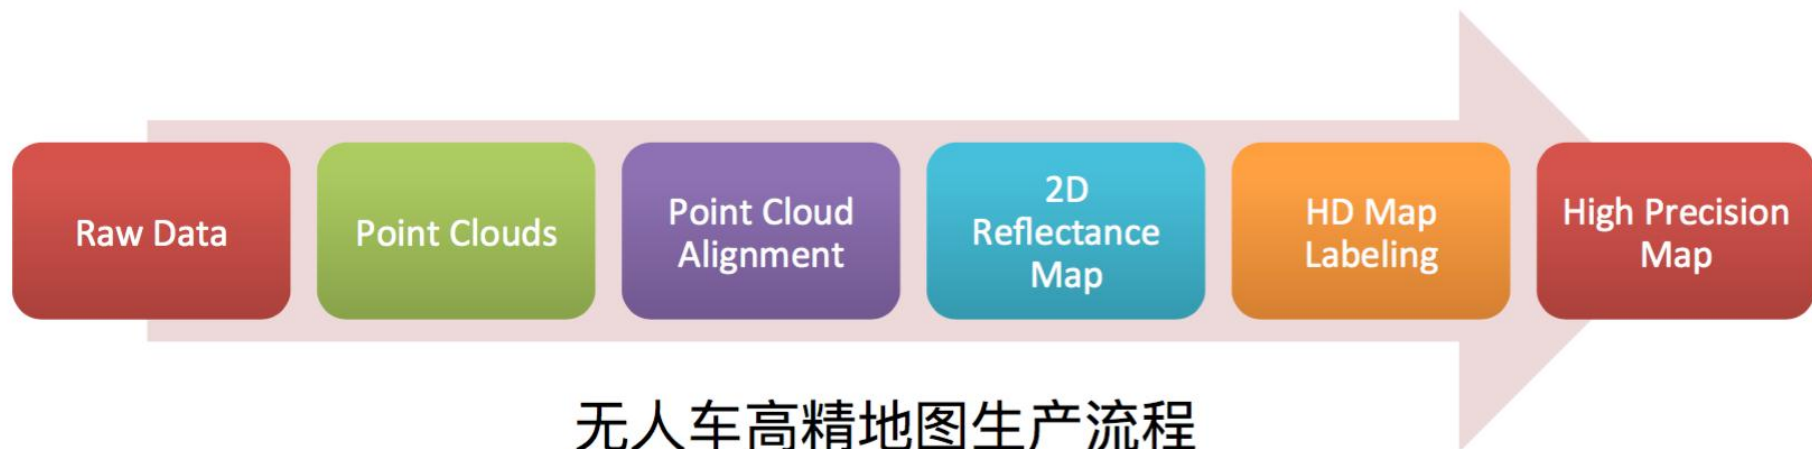 Raw Data
Point Clouds
Point Cloud
Alignment
2D
Reflectance
Map
HD Map
Labeling
High Precision
Map
无人车高精地图生产流程